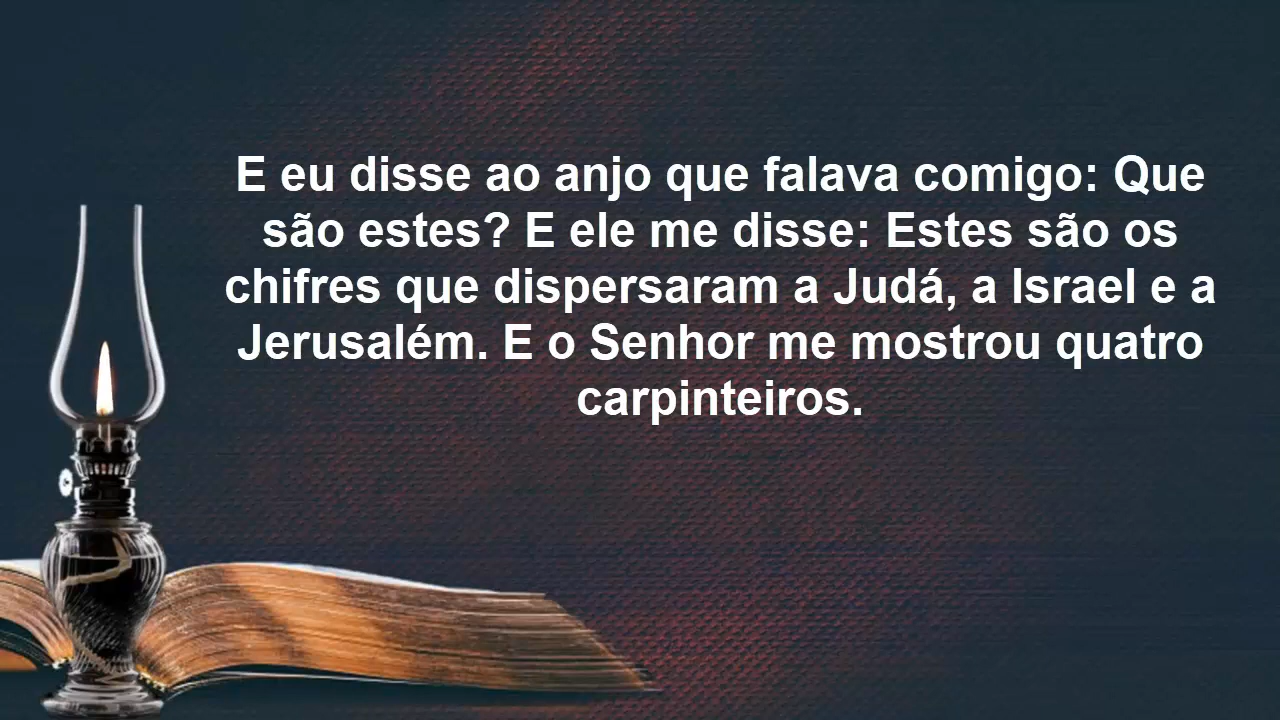 E eu disse ao anjo que falava comigo: Que
são estes? E ele me disse: Estes são os
chifres que dispersaram a Judá, a Israel e a
Jerusalém. E o Senhor me mostrou quatro
carpinteiros.